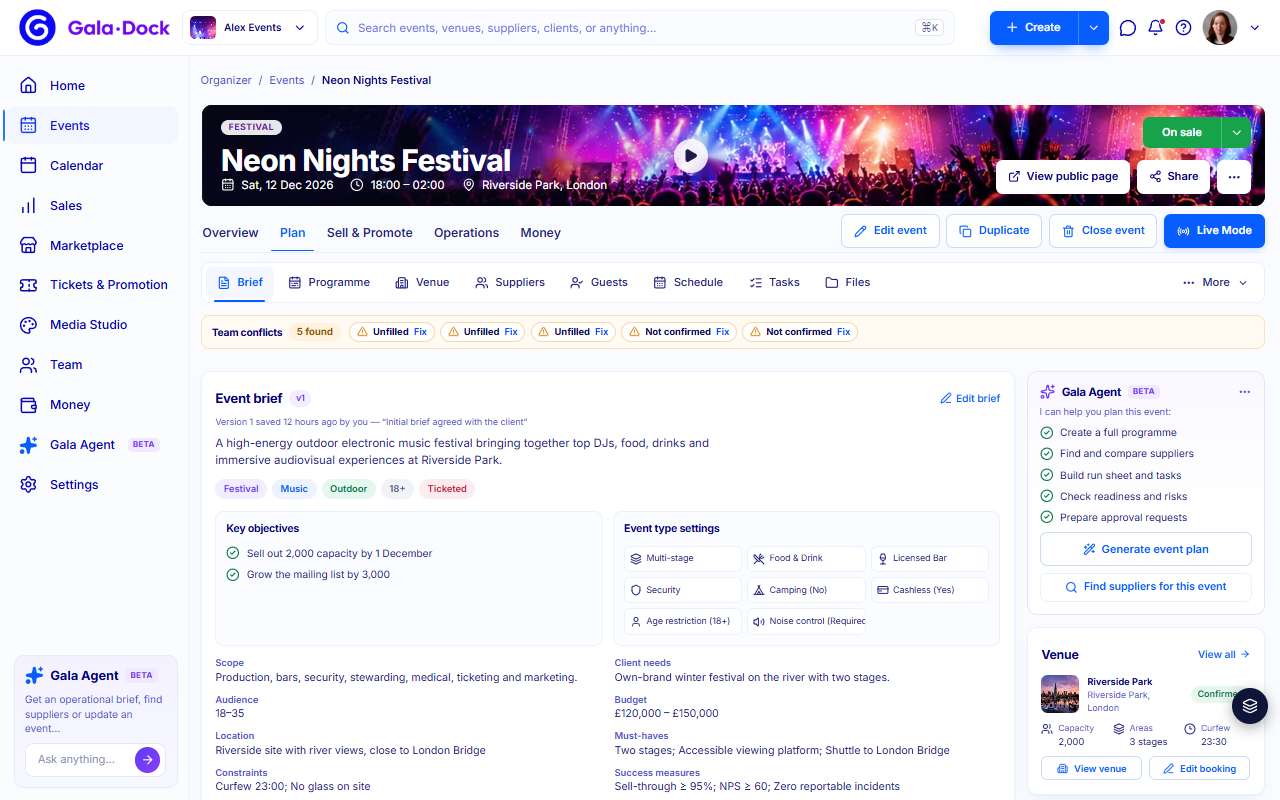 Gala·Dock
Alex Events
Search events, venues, suppliers, clients, or anything...
⌘K
Create
Home
Events
Calendar
Sales
Marketplace
Tickets & Promotion
Media Studio
Team
Money
Gala Agent BETA
Settings
Gala Agent BETA
Get an operational brief, find
suppliers or update an
event...
Ask anything...
Organizer / Events / Neon Nights Festival
FESTIVAL
Neon Nights Festival
Sat, 12 Dec 2026 18:00 – 02:00 Riverside Park, London
On sale
View public page
Share
Overview
Plan
Sell & Promote
Operations
Money
Edit event
Duplicate
Close event
Live Mode
Brief
Programme
Venue
Suppliers
Guests
Schedule
Tasks
Files
More
Team conflicts 5 found
Unfilled Fix
Unfilled Fix
Unfilled Fix
Not confirmed Fix
Not confirmed Fix
Event brief v1
Edit brief
Version 1 saved 12 hours ago by you — “Initial brief agreed with the client”
A high-energy outdoor electronic music festival bringing together top DJs, food, drinks and
immersive audiovisual experiences at Riverside Park.
Festival
Music
Outdoor
18+
Ticketed
Key objectives
Sell out 2,000 capacity by 1 December
Grow the mailing list by 3,000
Event type settings
Multi-stage
Food & Drink
Licensed Bar
Security
Camping (No)
Cashless (Yes)
Age restriction (18+)
Noise control (Required
Scope
Production, bars, security, stewarding, medical, ticketing and marketing.
Client needs
Own-brand winter festival on the river with two stages.
Audience
18–35
Budget
£120,000 – £150,000
Location
Riverside site with river views, close to London Bridge
Must-haves
Two stages; Accessible viewing platform; Shuttle to London Bridge
Constraints
Curfew 23:00; No glass on site
Success measures
Sell-through ≥ 95%; NPS ≥ 60; Zero reportable incidents
Gala Agent BETA
I can help you plan this event:
Create a full programme
Find and compare suppliers
Build run sheet and tasks
Check readiness and risks
Prepare approval requests
Generate event plan
Find suppliers for this event
Venue
View all
Riverside Park
Riverside Park,
London
Capacity
2,000
Areas
3 stages
Curfew
23:30
View venue
Edit booking